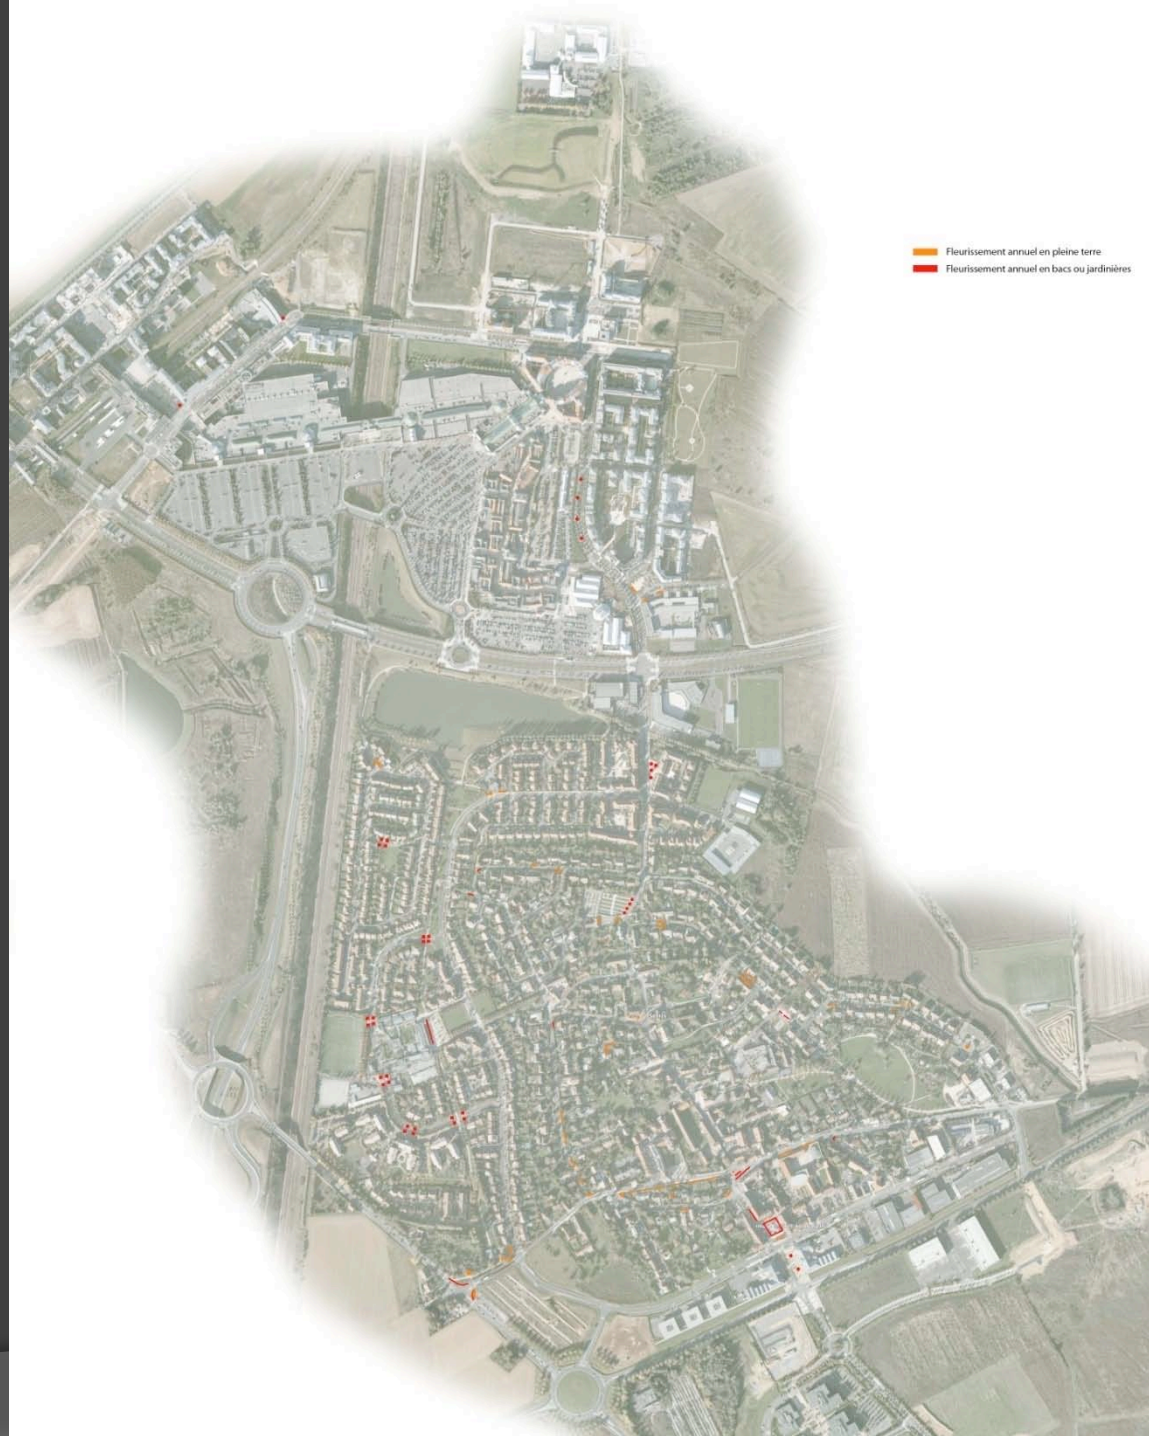 Fleurissement annuel en pleine terre
Fleurissement annuel en bacs ou jardinières